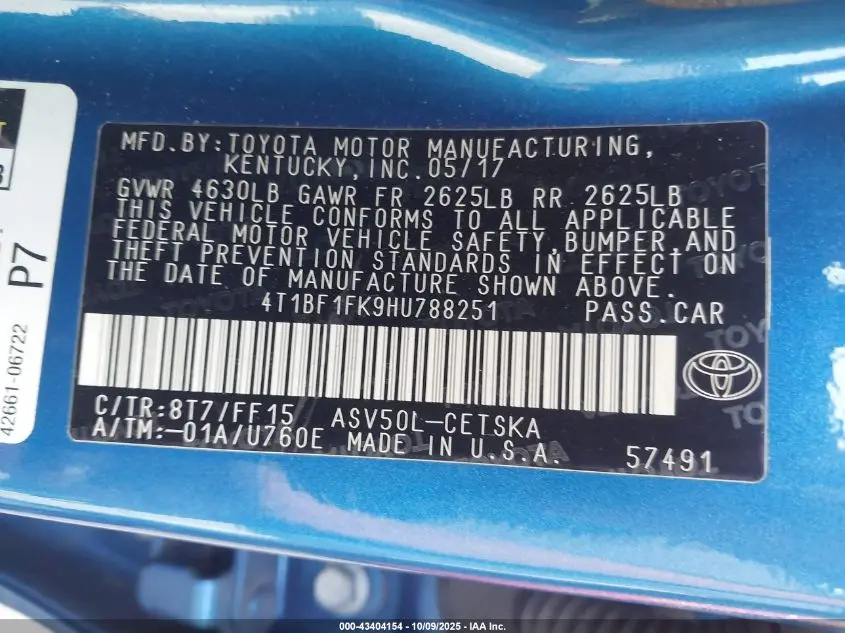 MFD.BY:TOYOTA MOTOR MANUFACTURING,
KENTUCKY,INC.05/17
GVWR 4630LB GAWR FR 2625LB RR 2625LB
THIS VEHICLE CONFORMS TO ALL APPLICABLE
FEDERAL MOTOR VEHICLE SAFETY,BUMPER,AND
THEFT PREVENTION STANDARDS IN EFFECT ON
THE DATE OF MANUFACTURE SHOWN ABOVE.
4T1BF1FK9HU788251 PASS.CAR
C/TR:8T7/FF15 ASV50L-CETSKA
A/TM:-01A/U760E MADE IN U.S.A. 57491
P7
42661-06722
000-43404154 - 10/09/2025 - IAA Inc.